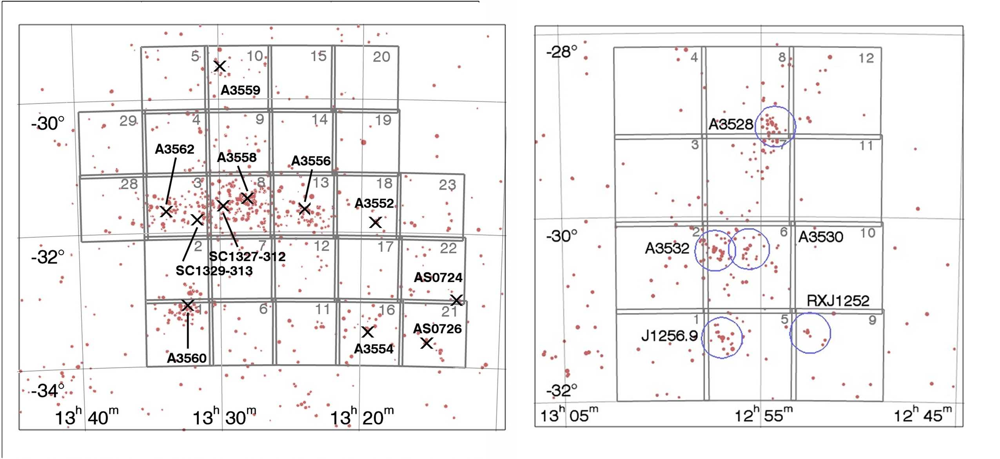 5 10 15 20
A3559
29 4 9 14 19
-30°
A3562 A3558 A3556
28 3 8 13 18 23
A3552
2 7 12 17 22
-32°
SC1327-312
SC1329-313
AS0724
1 6 11 16 21
AS0726
A3554
A3560
-34°
13h 40m 13h 30m 13h 20m
-28°
4 8 12
A3528
3 7 11
-30°
2 6 10
A3532 A3530
RXJ1252
1 5 9
J1256.9
-32°
13h 05m 12h 55m 12h 45m